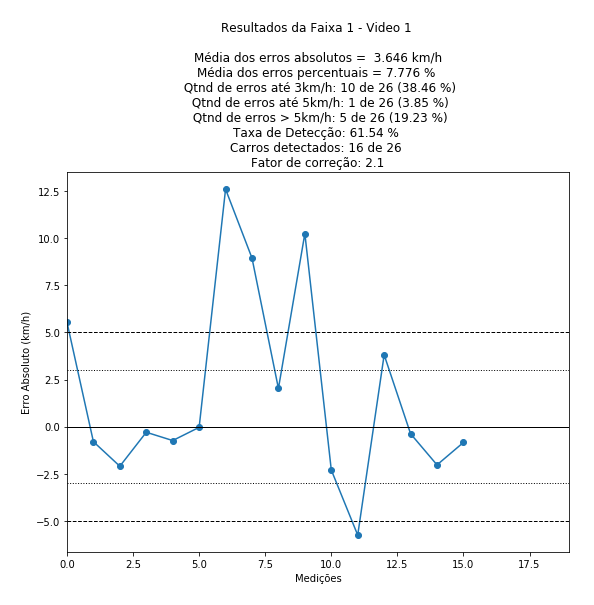 Resultados da Faixa 1 - Video 1
Média dos erros absolutos =  3.646 km/h
Média dos erros percentuais = 7.776 %
Qtnd de erros até 3km/h: 10 de 26 (38.46 %)
Qtnd de erros até 5km/h: 1 de 26 (3.85 %)
Qtnd de erros > 5km/h: 5 de 26 (19.23 %)
Taxa de Detecção: 61.54 %
Carros detectados: 16 de 26
Fator de correção: 2.1
12.5
10.0
7.5
5.0
2.5
0.0
−2.5
−5.0
Erro Absoluto (km/h)
0.0 2.5 5.0 7.5 10.0 12.5 15.0 17.5
Medições